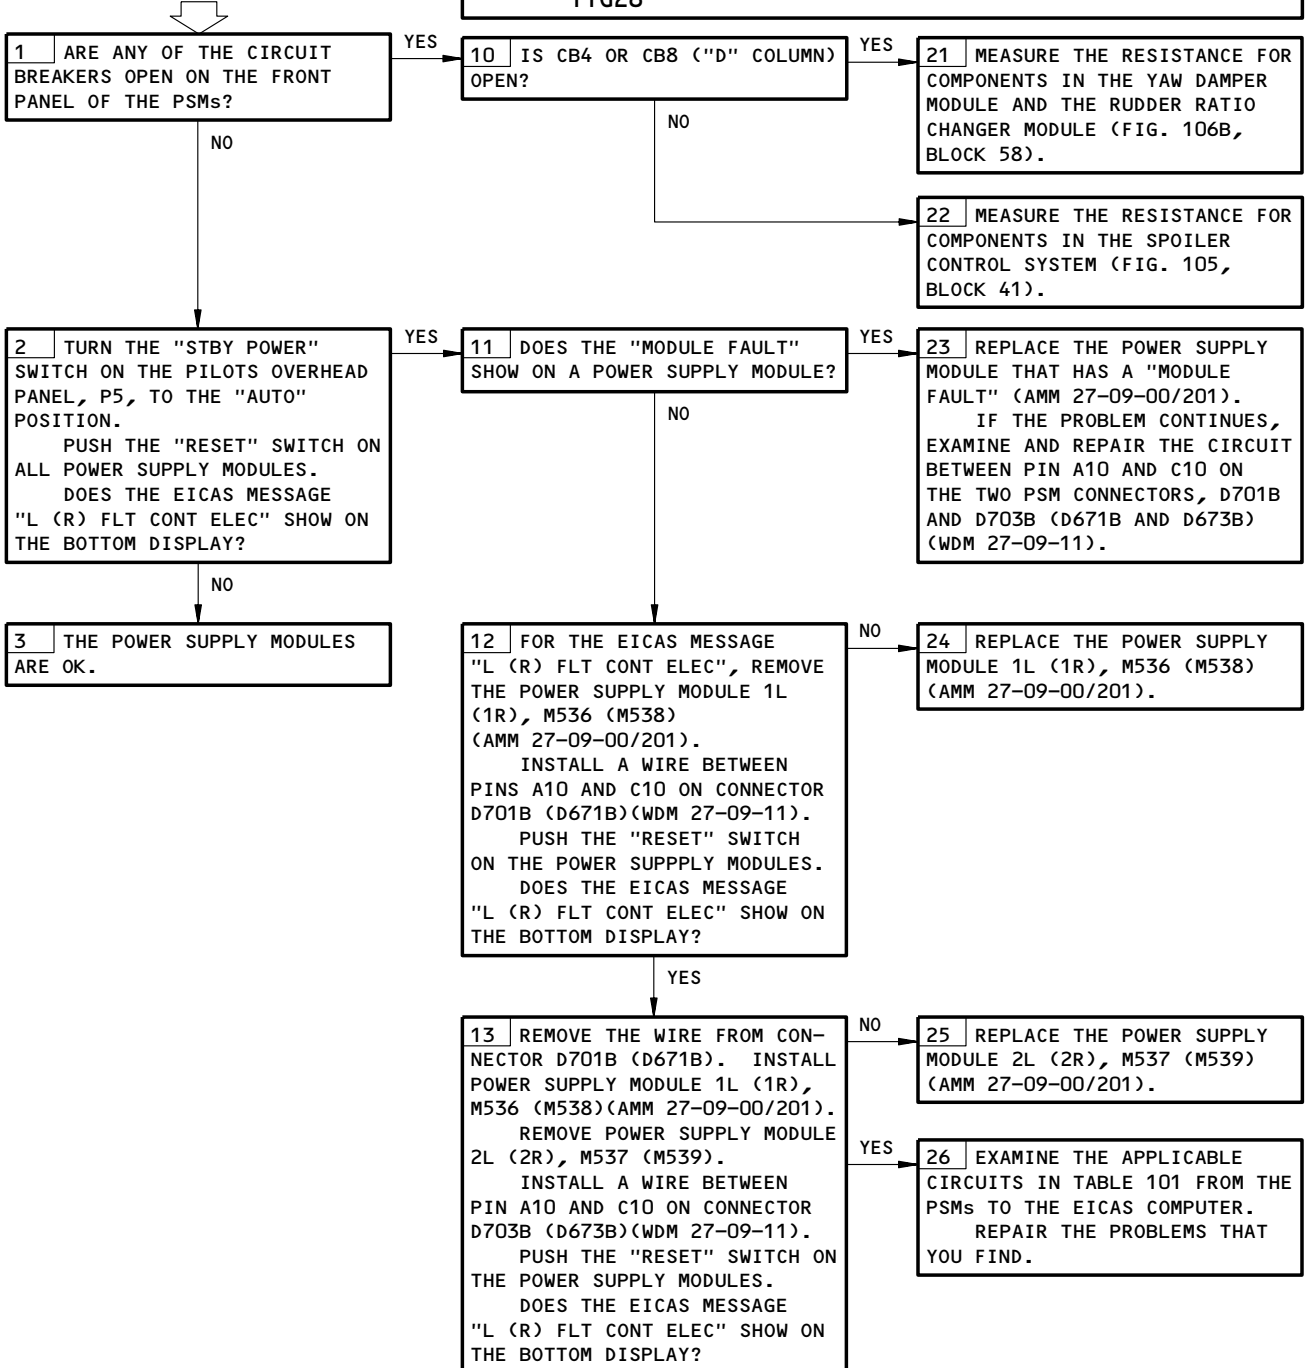 1 ARE ANY OF THE CIRCUIT
BREAKERS OPEN ON THE FRONT
PANEL OF THE PSMs?
YES
10 IS CB4 OR CB8 ("D" COLUMN)
OPEN?
YES
21 MEASURE THE RESISTANCE FOR
COMPONENTS IN THE YAW DAMPER
MODULE AND THE RUDDER RATIO
CHANGER MODULE (FIG. 106B,
BLOCK 58).
NO
NO
22 MEASURE THE RESISTANCE FOR
COMPONENTS IN THE SPOILER
CONTROL SYSTEM (FIG. 105,
BLOCK 41).
2 TURN THE "STBY POWER"
SWITCH ON THE PILOTS OVERHEAD
PANEL, P5, TO THE "AUTO"
POSITION.
PUSH THE "RESET" SWITCH ON
ALL POWER SUPPLY MODULES.
DOES THE EICAS MESSAGE
"L (R) FLT CONT ELEC" SHOW ON
THE BOTTOM DISPLAY?
YES
11 DOES THE "MODULE FAULT"
SHOW ON A POWER SUPPLY MODULE?
YES
23 REPLACE THE POWER SUPPLY
MODULE THAT HAS A "MODULE
FAULT" (AMM 27-09-00/201).
IF THE PROBLEM CONTINUES,
EXAMINE AND REPAIR THE CIRCUIT
BETWEEN PIN A10 AND C10 ON
THE TWO PSM CONNECTORS, D701B
AND D703B (D671B AND D673B)
(WDM 27-09-11).
NO
NO
3 THE POWER SUPPLY MODULES
ARE OK.
12 FOR THE EICAS MESSAGE
"L (R) FLT CONT ELEC", REMOVE
THE POWER SUPPLY MODULE 1L
(1R), M536 (M538)
(AMM 27-09-00/201).
INSTALL A WIRE BETWEEN
PINS A10 AND C10 ON CONNECTOR
D701B (D671B)(WDM 27-09-11).
PUSH THE "RESET" SWITCH
ON THE POWER SUPPPLY MODULES.
DOES THE EICAS MESSAGE
"L (R) FLT CONT ELEC" SHOW ON
THE BOTTOM DISPLAY?
NO
24 REPLACE THE POWER SUPPLY
MODULE 1L (1R), M536 (M538)
(AMM 27-09-00/201).
YES
13 REMOVE THE WIRE FROM CON-
NECTOR D701B (D671B). INSTALL
POWER SUPPLY MODULE 1L (1R),
M536 (M538)(AMM 27-09-00/201).
REMOVE POWER SUPPLY MODULE
2L (2R), M537 (M539).
INSTALL A WIRE BETWEEN
PIN A10 AND C10 ON CONNECTOR
D703B (D673B)(WDM 27-09-11).
PUSH THE "RESET" SWITCH ON
THE POWER SUPPLY MODULES.
DOES THE EICAS MESSAGE
"L (R) FLT CONT ELEC" SHOW ON
THE BOTTOM DISPLAY?
NO
25 REPLACE THE POWER SUPPLY
MODULE 2L (2R), M537 (M539)
(AMM 27-09-00/201).
YES
26 EXAMINE THE APPLICABLE
CIRCUITS IN TABLE 101 FROM THE
PSMs TO THE EICAS COMPUTER.
REPAIR THE PROBLEMS THAT
YOU FIND.